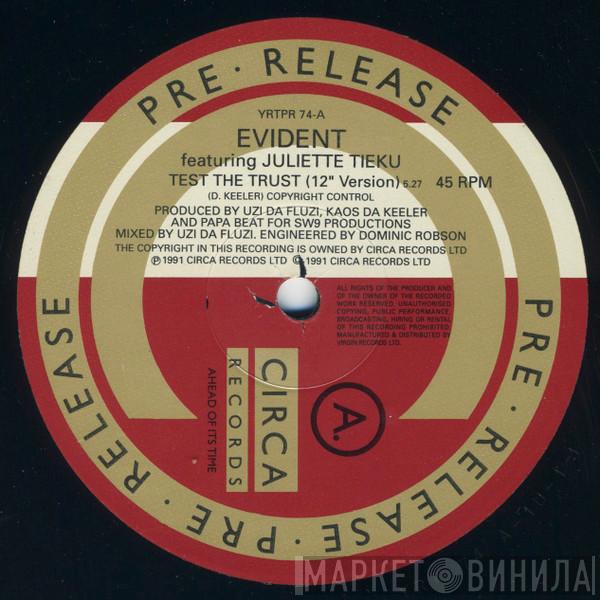 PRE · RELEASE
PRE · RELEASE · PRE · RELEASE
YRTPR 74-A
EVIDENT
featuring JULIETTE TIEKU
TEST THE TRUST (12" Version) 5.27 45 RPM
(D. KEELER) COPYRIGHT CONTROL
PRODUCED BY UZI DA FLUZI, KAOS DA KEELER
AND PAPA BEAT FOR SW9 PRODUCTIONS
MIXED BY UZI DA FLUZI. ENGINEERED BY DOMINIC ROBSON
THE COPYRIGHT IN THIS RECORDING IS OWNED BY CIRCA RECORDS LTD
℗ 1991 CIRCA RECORDS LTD © 1991 CIRCA RECORDS LTD
ALL RIGHTS OF THE PRODUCER AND
OF THE OWNER OF THE RECORDED
WORK RESERVED. UNAUTHORISED
COPYING, PUBLIC PERFORMANCE,
BROADCASTING, HIRING OR RENTAL
OF THIS RECORDING PROHIBITED.
MANUFACTURED & DISTRIBUTED BY
VIRGIN RECORDS LTD.
CIRCA
RECORDS
AHEAD OF ITS TIME
A.
МАРКЕТ ВИНИЛА